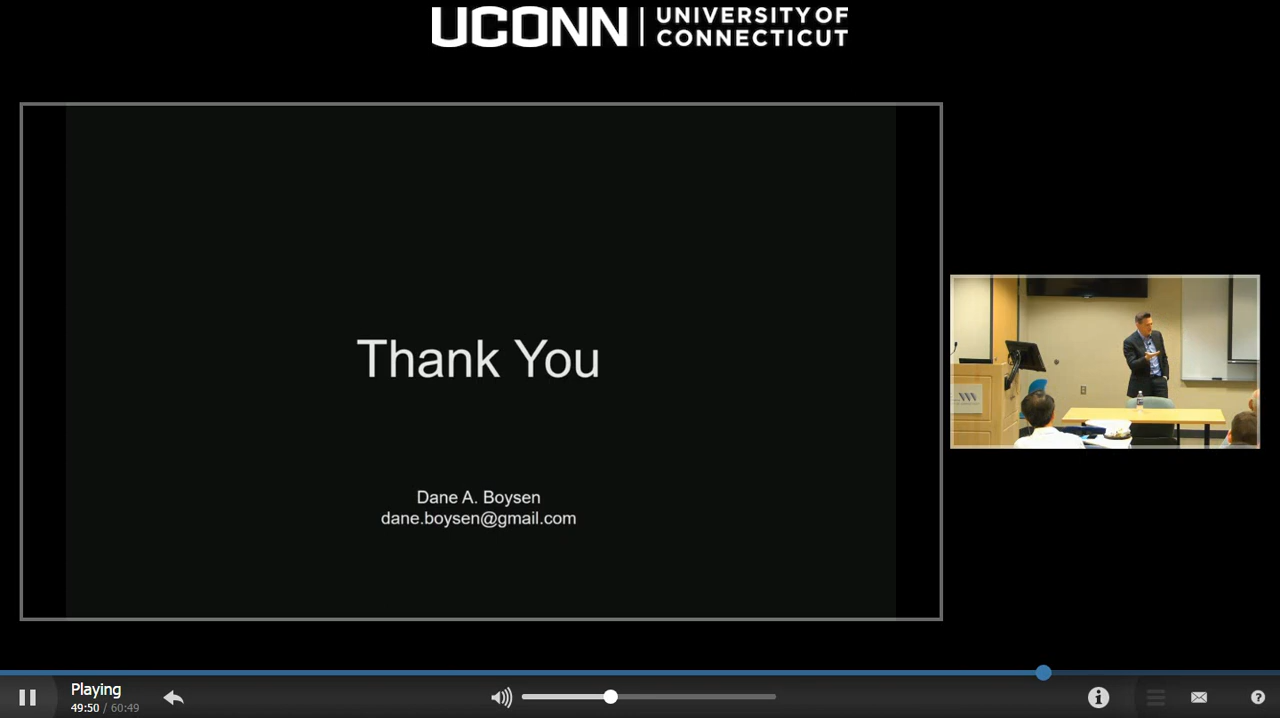 UCONN
UNIVERSITY OF
CONNECTICUT
Thank You
Dane A. Boysen
dane.boysen@gmail.com
Playing
49:50 / 60:49